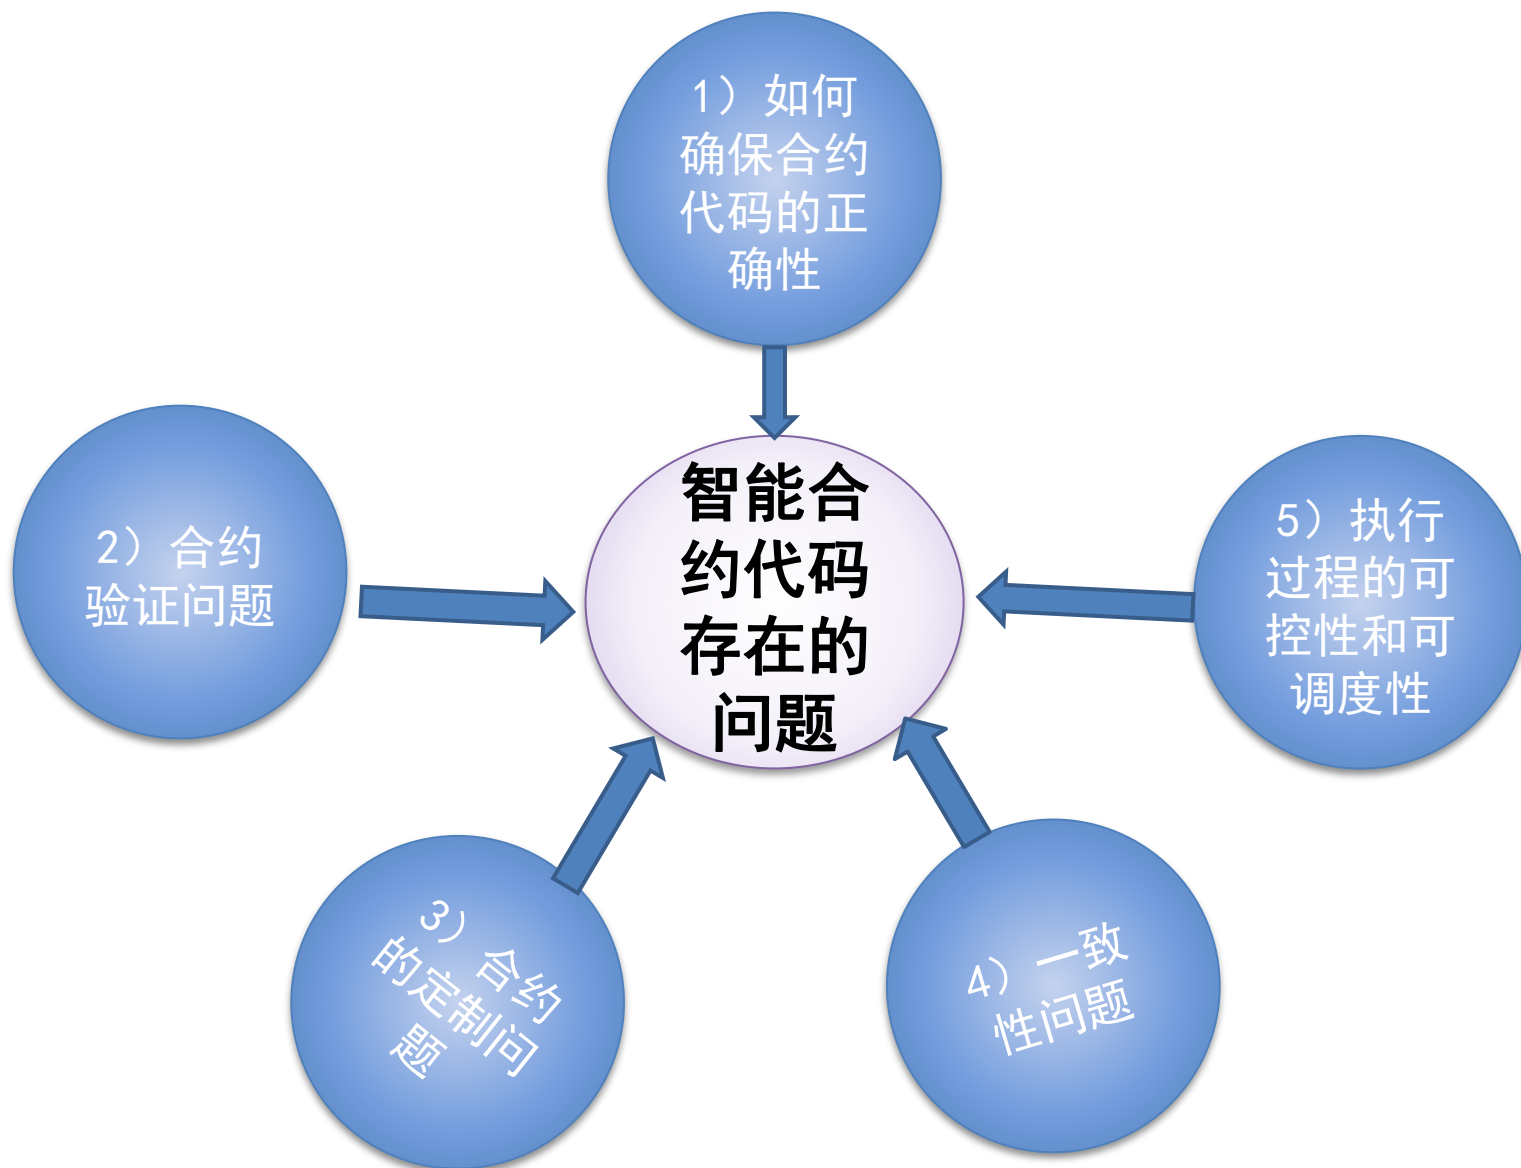 1）如何
确保合约
代码的正
确性
2）合约
验证问题
智能合
约代码
存在的
问题
5）执行
过程的可
控性和可
调度性
3）合约
的定制问
题
4）一致
性问题